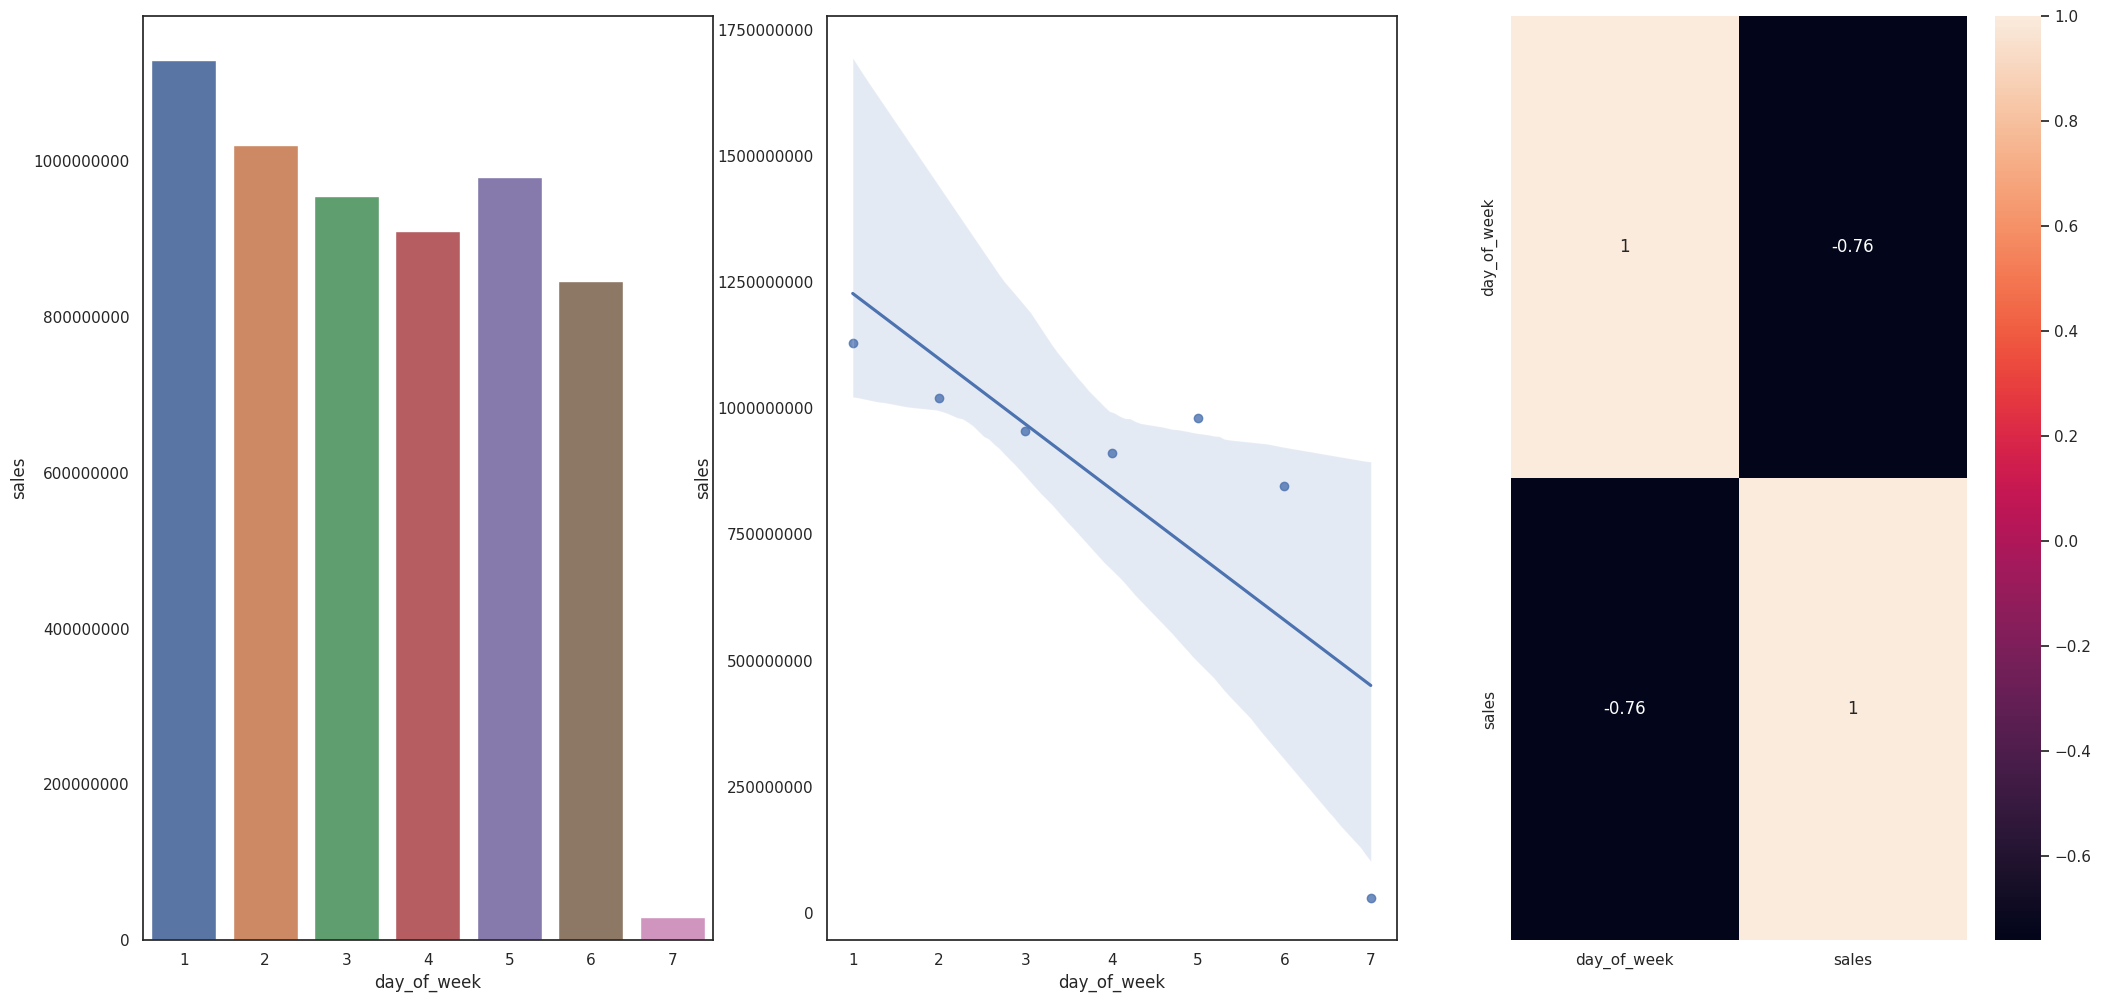 1000000000
800000000
600000000
400000000
200000000
0
sales
1 2 3 4 5 6 7
day_of_week
1750000000
1500000000
1250000000
1000000000
750000000
500000000
250000000
0
sales
1 2 3 4 5 6 7
day_of_week
day_of_week
sales
1 -0.76
-0.76 1
day_of_week sales
1.0
0.8
0.6
0.4
0.2
0.0
−0.2
−0.4
−0.6